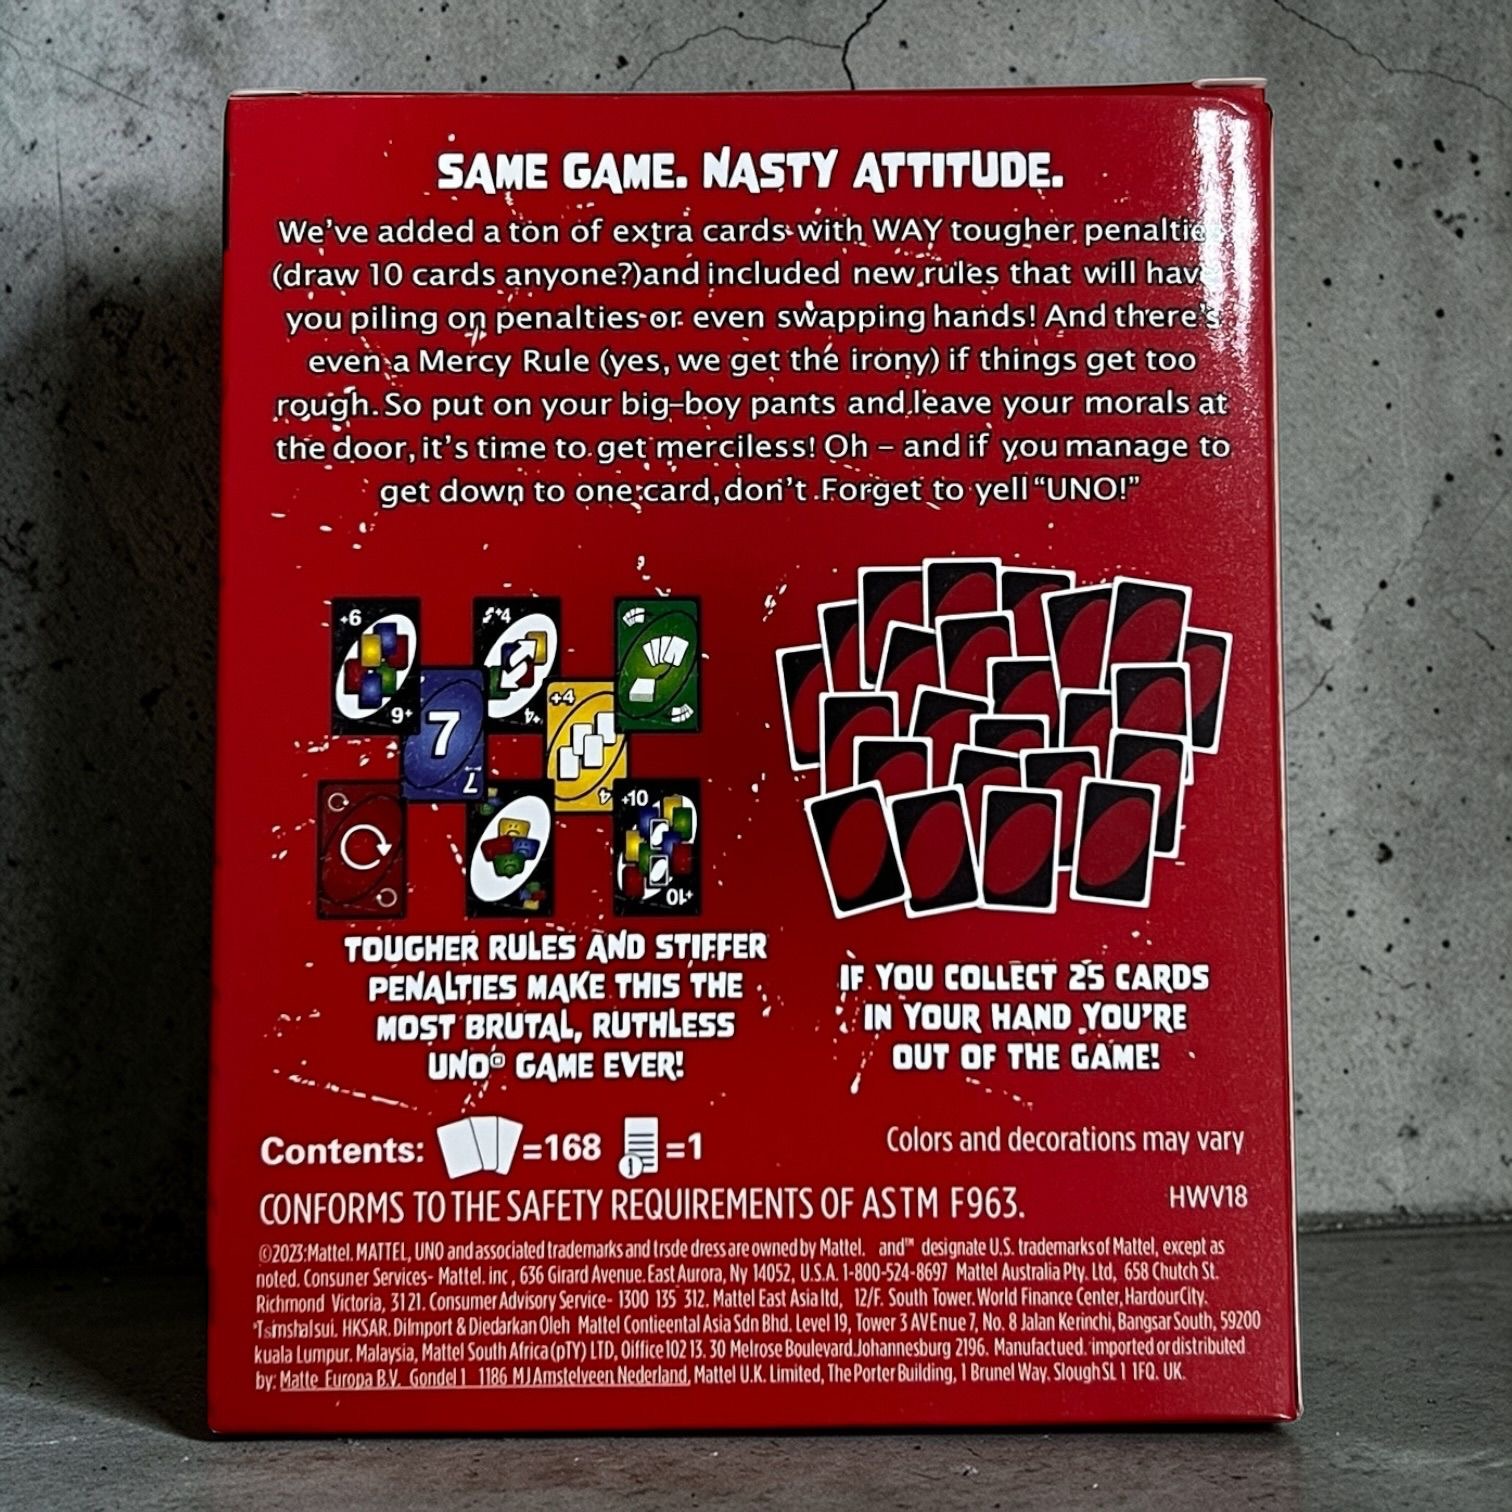 SAME GAME. NASTY ATTITUDE.
We've added a ton of extra cards with WAY tougher
(draw 10 cards anyone?)and included new rules that will
you piling on penalties or even swapping hands! And there's
even a Mercy Rule (yes, we get the irony) if things get too
rough. So put on your big-boy pants and leave your morals at
the door, it's time to get merciless! Oh – and if you manage to
get down to one card, don't Forget to yell "UNO!"
+6
+4
+6
7
7
+4
+4
4
+10
+10
TOUGHER RULES AND STIFFER
PENALTIES MAKE THIS THE
MOST BRUTAL, RUTHLESS
UNO® GAME EVER!
IF YOU COLLECT 25 CARDS
IN YOUR HAND YOU'RE
OUT OF THE GAME!
Contents: =168 1 =1
Colors and decorations may vary
CONFORMS TO THE SAFETY REQUIREMENTS OF ASTM F963.
HWV18
©2023 Mattel. MATTEL, UNO and associated trademarks and trsde dress are owned by Mattel. and™ designate U.S. trademarks of Mattel, except as
noted. Consuner Services- Mattel. inc , 636 Girard Avenue. East Aurora, Ny 14052, U.S.A. 1-800-524-8697 Mattel Australia Pty. Ltd, 658 Chutch St.
Richmond Victoria, 3121. Consumer Advisory Service- 1300 135 312. Mattel East Asia ltd, 12/F. South Tower. World Finance Center, HardourCity.
Tsimshalsui. HKSAR. DiImport & Diedarkan Oleh Mattel Contieental Asia Sdn Bhd. Level 19, Tower 3 AVEnue 7, No. 8 Jalan Kerinchi, Bangsar South, 59200
kuala Lumpur. Malaysia, Mattel South Africa (pTY) LTD, Oiffice 102 13. 30 Melrose Boulevard.Johannesburg 2196. Manufactued. imported or distributed
by: Matte Europa B.V. Gondel 1 1186 MJ Amstelveen Nederland, Mattel U.K. Limited, The Porter Building, 1 Brunel Way. Slough SL 1 1FQ. UK.